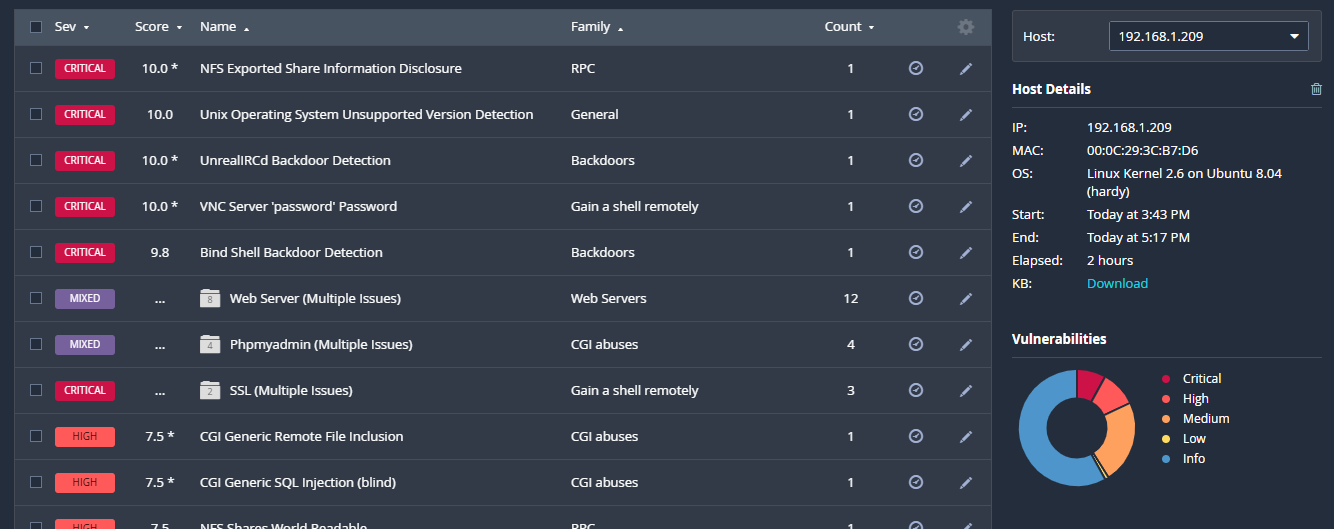 Sev Score Name Family Count
CRITICAL 10.0 * NFS Exported Share Information Disclosure RPC 1
CRITICAL 10.0 Unix Operating System Unsupported Version Detection General 1
CRITICAL 10.0 * UnrealIRCd Backdoor Detection Backdoors 1
CRITICAL 10.0 * VNC Server 'password' Password Gain a shell remotely 1
CRITICAL 9.8 Bind Shell Backdoor Detection Backdoors 1
MIXED ... 8 Web Server (Multiple Issues) Web Servers 12
MIXED ... 4 Phpmyadmin (Multiple Issues) CGI abuses 4
CRITICAL ... 2 SSL (Multiple Issues) Gain a shell remotely 3
HIGH 7.5 * CGI Generic Remote File Inclusion CGI abuses 1
HIGH 7.5 * CGI Generic SQL Injection (blind) CGI abuses 1
HIGH 7.5 NFS Shares World Readable RPC 1
Host: 192.168.1.209
Host Details
IP: 192.168.1.209
MAC: 00:0C:29:3C:B7:D6
OS: Linux Kernel 2.6 on Ubuntu 8.04
(hardy)
Start: Today at 3:43 PM
End: Today at 5:17 PM
Elapsed: 2 hours
KB: Download
Vulnerabilities
Critical
High
Medium
Low
Info